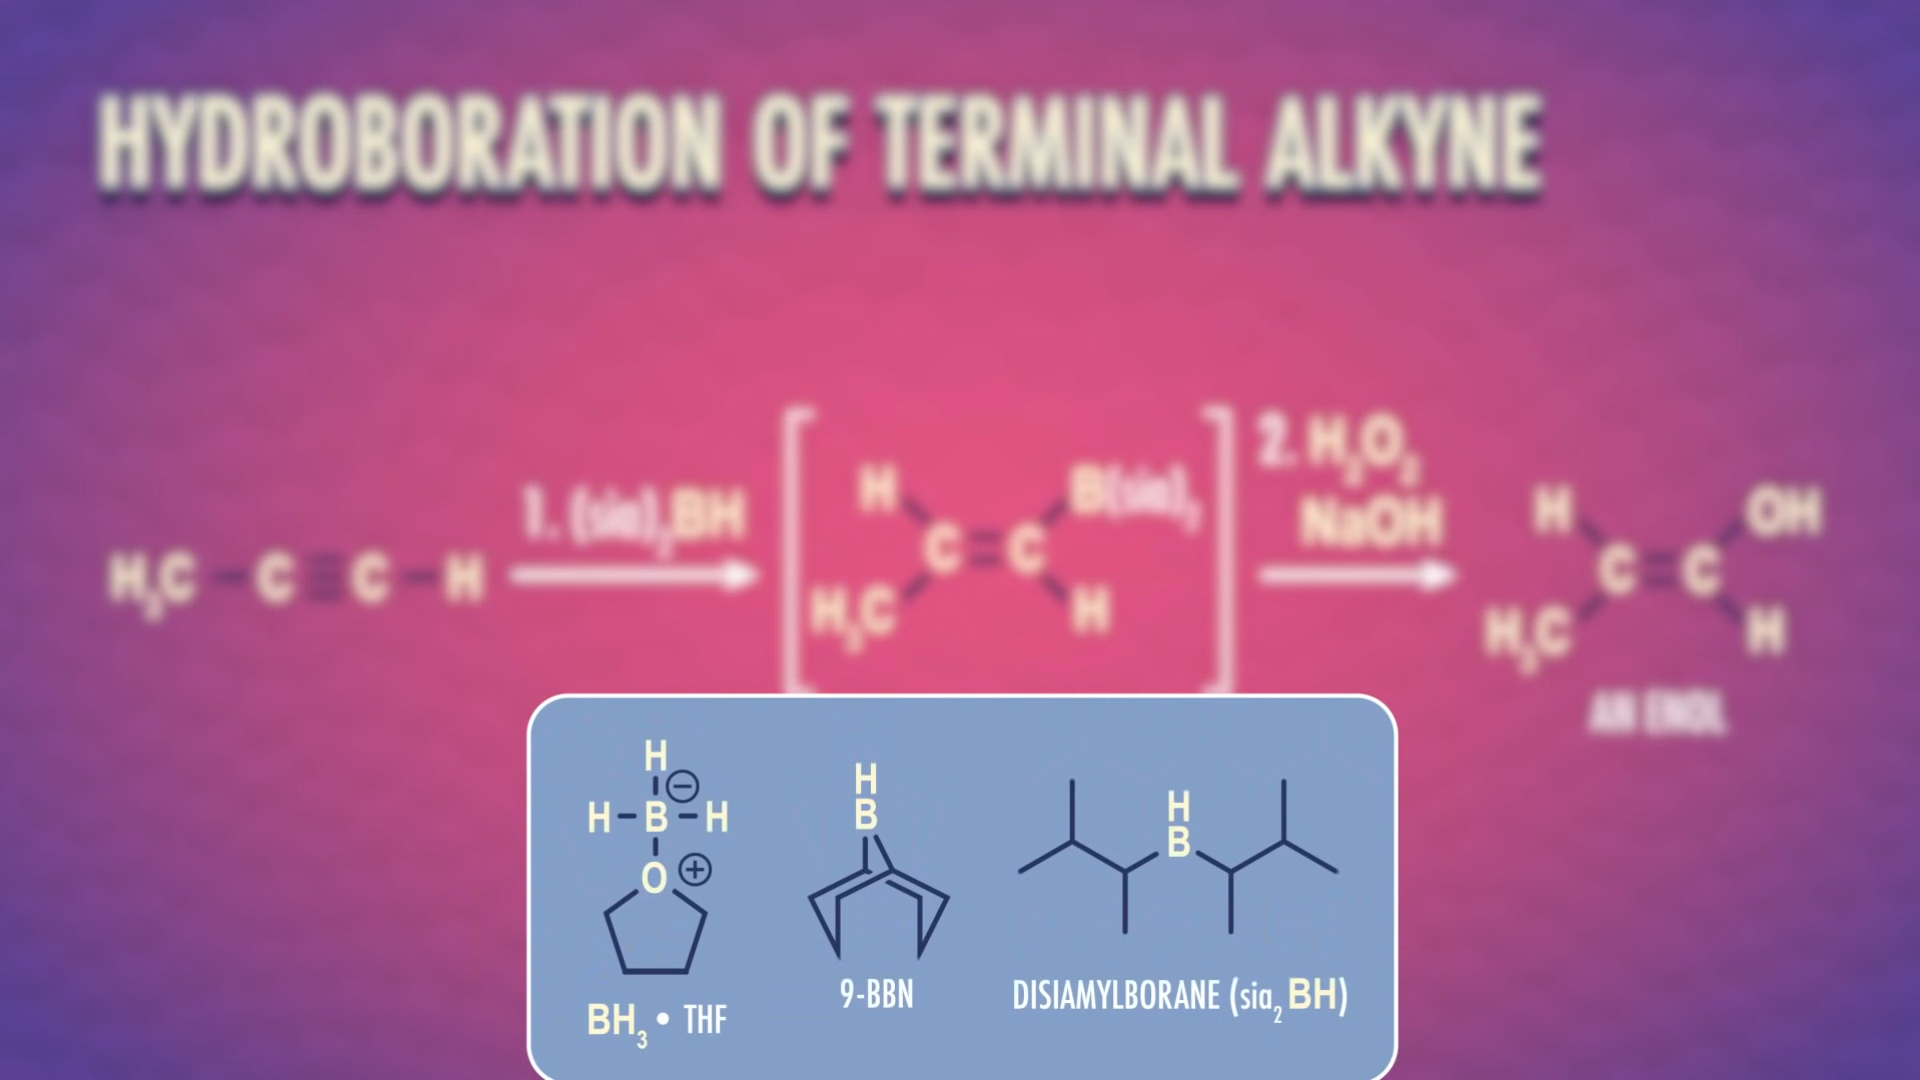 HYDROBORATION OF TERMINAL ALKYNE
H₃C - C ≡ C - H
1. (sia)₂BH
H B(sia)₂
C = C
H₃C H
2. H₂O₂
NaOH
H OH
C = C
H₃C H
AN ENOL
H
⊖
H-B-H
O ⊕
BH₃ • THF
H
B
9-BBN
H
B
DISIAMYLBORANE (sia₂ BH)